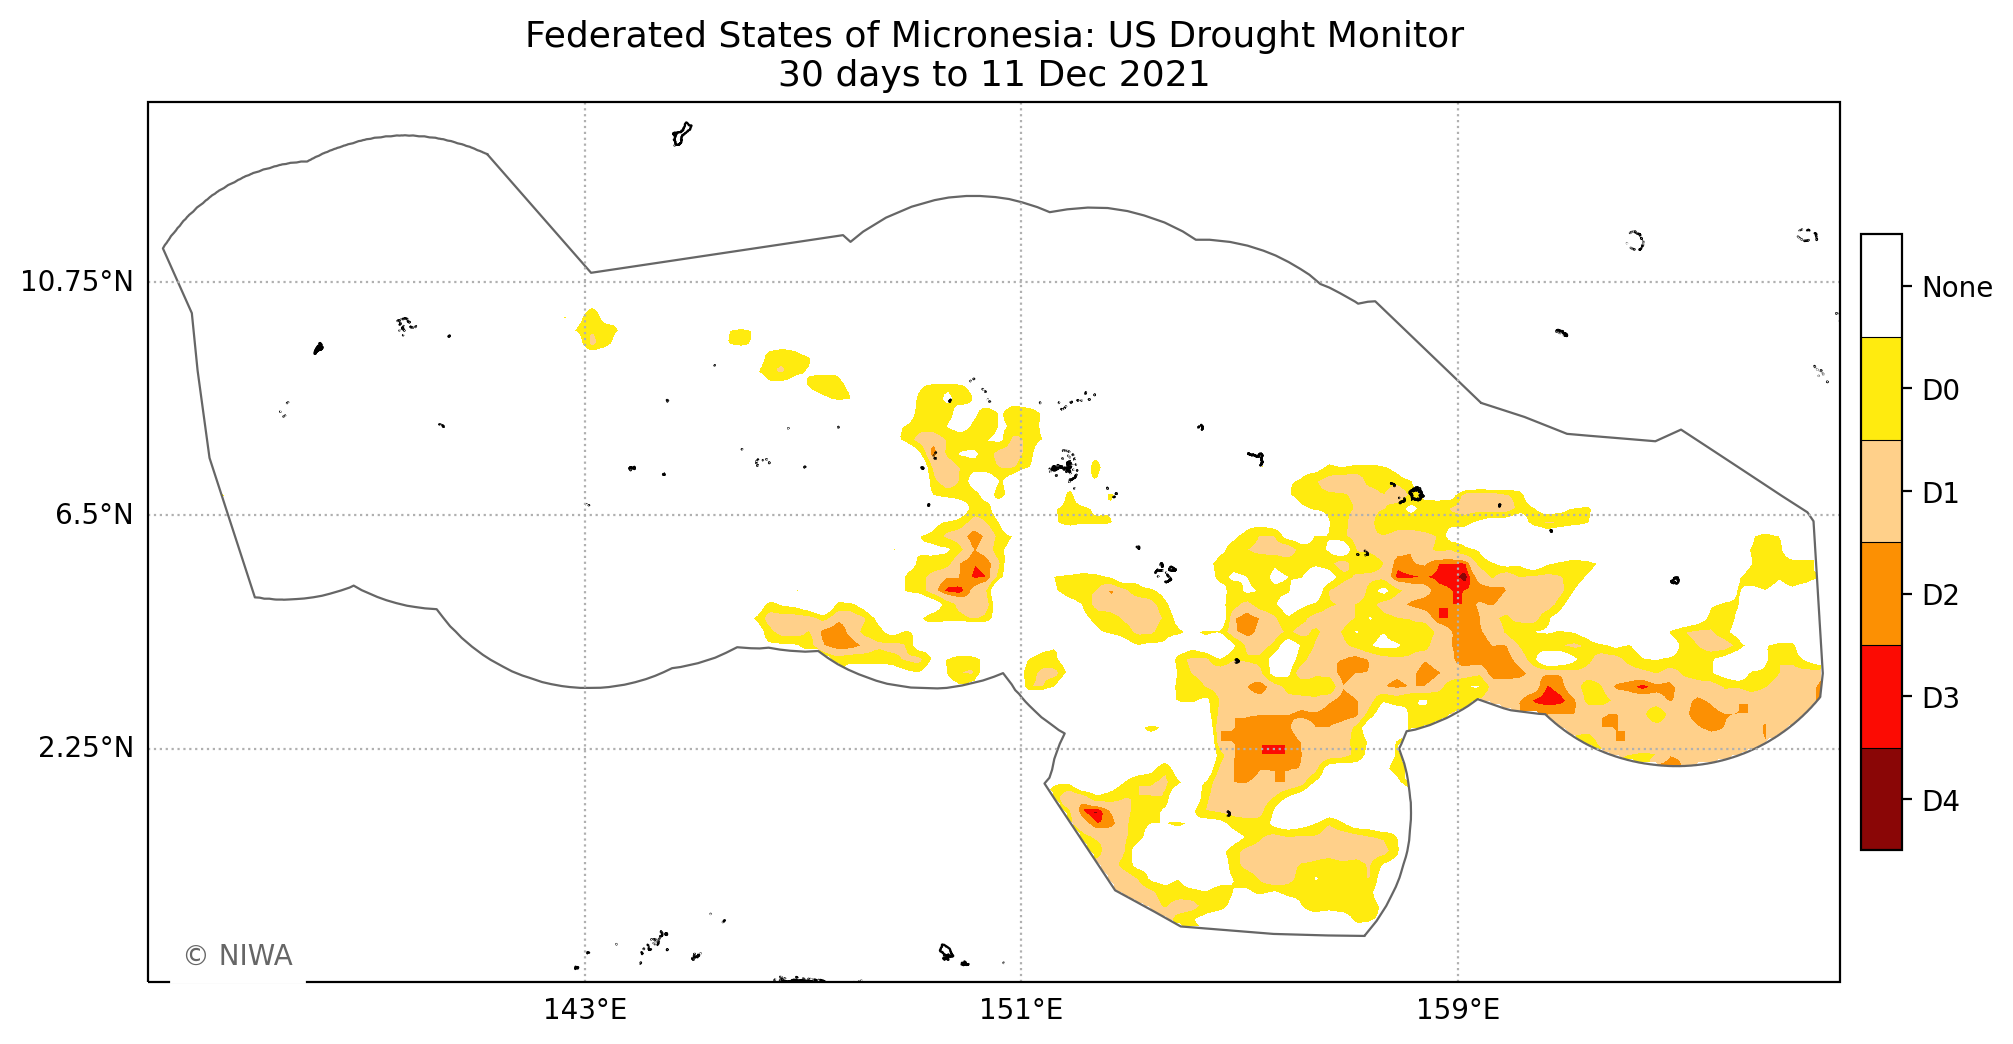 Federated States of Micronesia: US Drought Monitor
30 days to 11 Dec 2021
10.75°N
6.5°N
2.25°N
143°E
151°E
159°E
None
D0
D1
D2
D3
D4
© NIWA